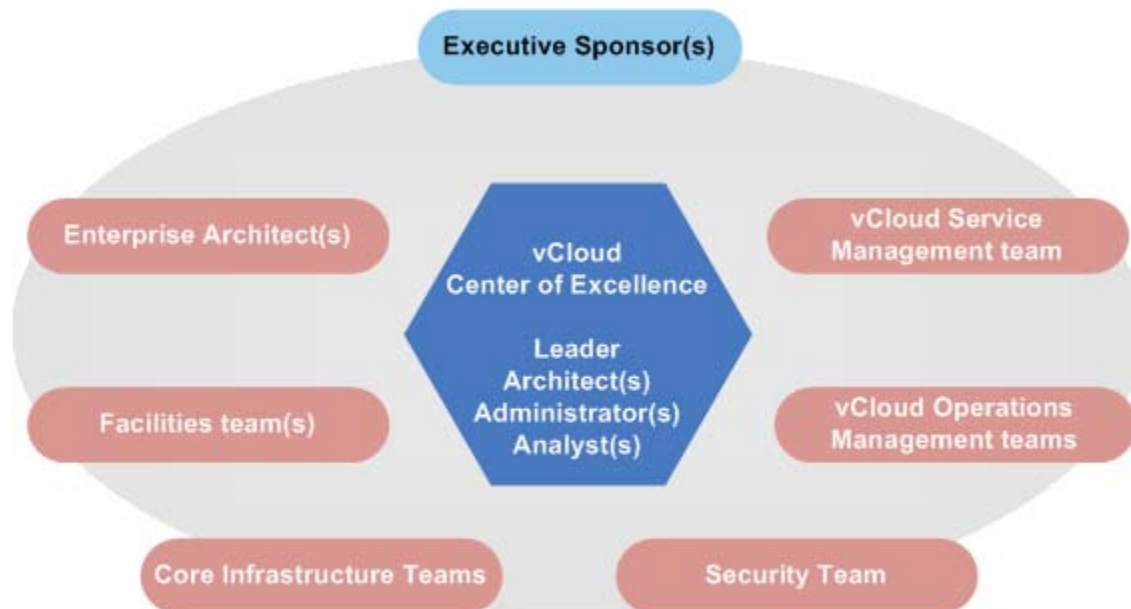 Executive Sponsor(s)
Enterprise Architect(s)
vCloud
Center of Excellence
Leader
Architect(s)
Administrator(s)
Analyst(s)
vCloud Service
Management team
Facilities team(s)
vCloud Operations
Management teams
Core Infrastructure Teams
Security Team